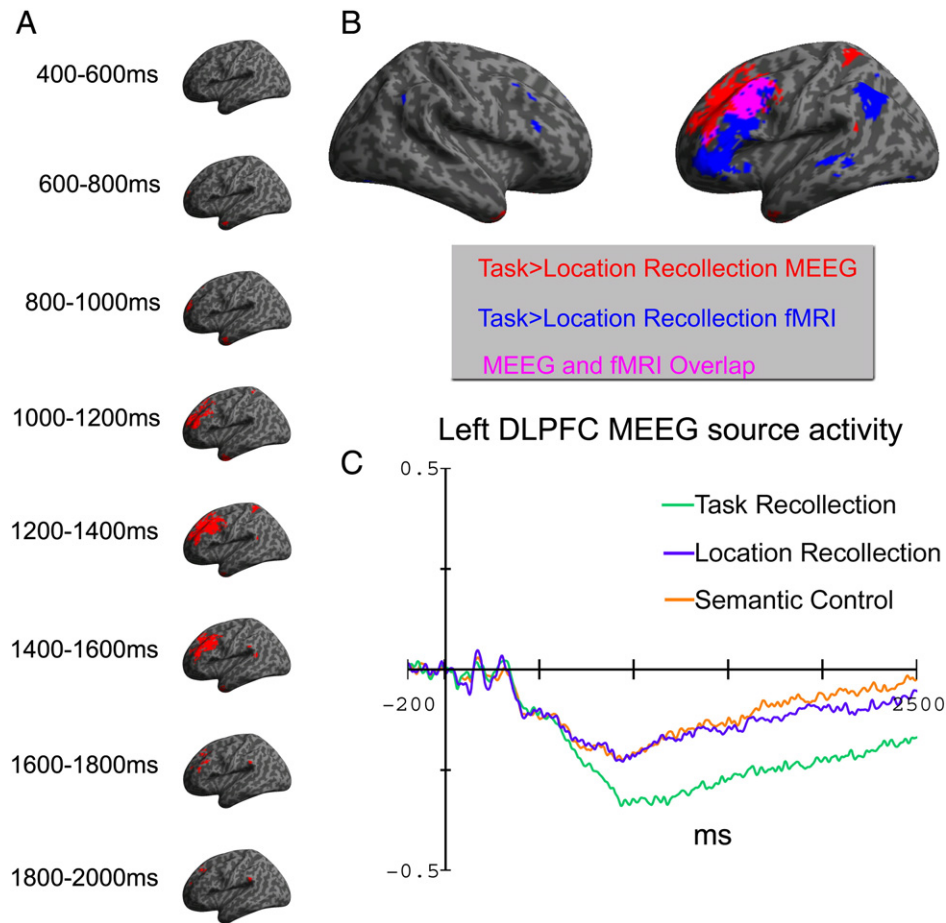 A
400-600ms
600-800ms
800-1000ms
1000-1200ms
1200-1400ms
1400-1600ms
1600-1800ms
1800-2000ms
B
Task>Location Recollection MEEG
Task>Location Recollection fMRI
MEEG and fMRI Overlap
Left DLPFC MEEG source activity
C
0.5
Task Recollection
Location Recollection
Semantic Control
-200
2500
ms
-0.5